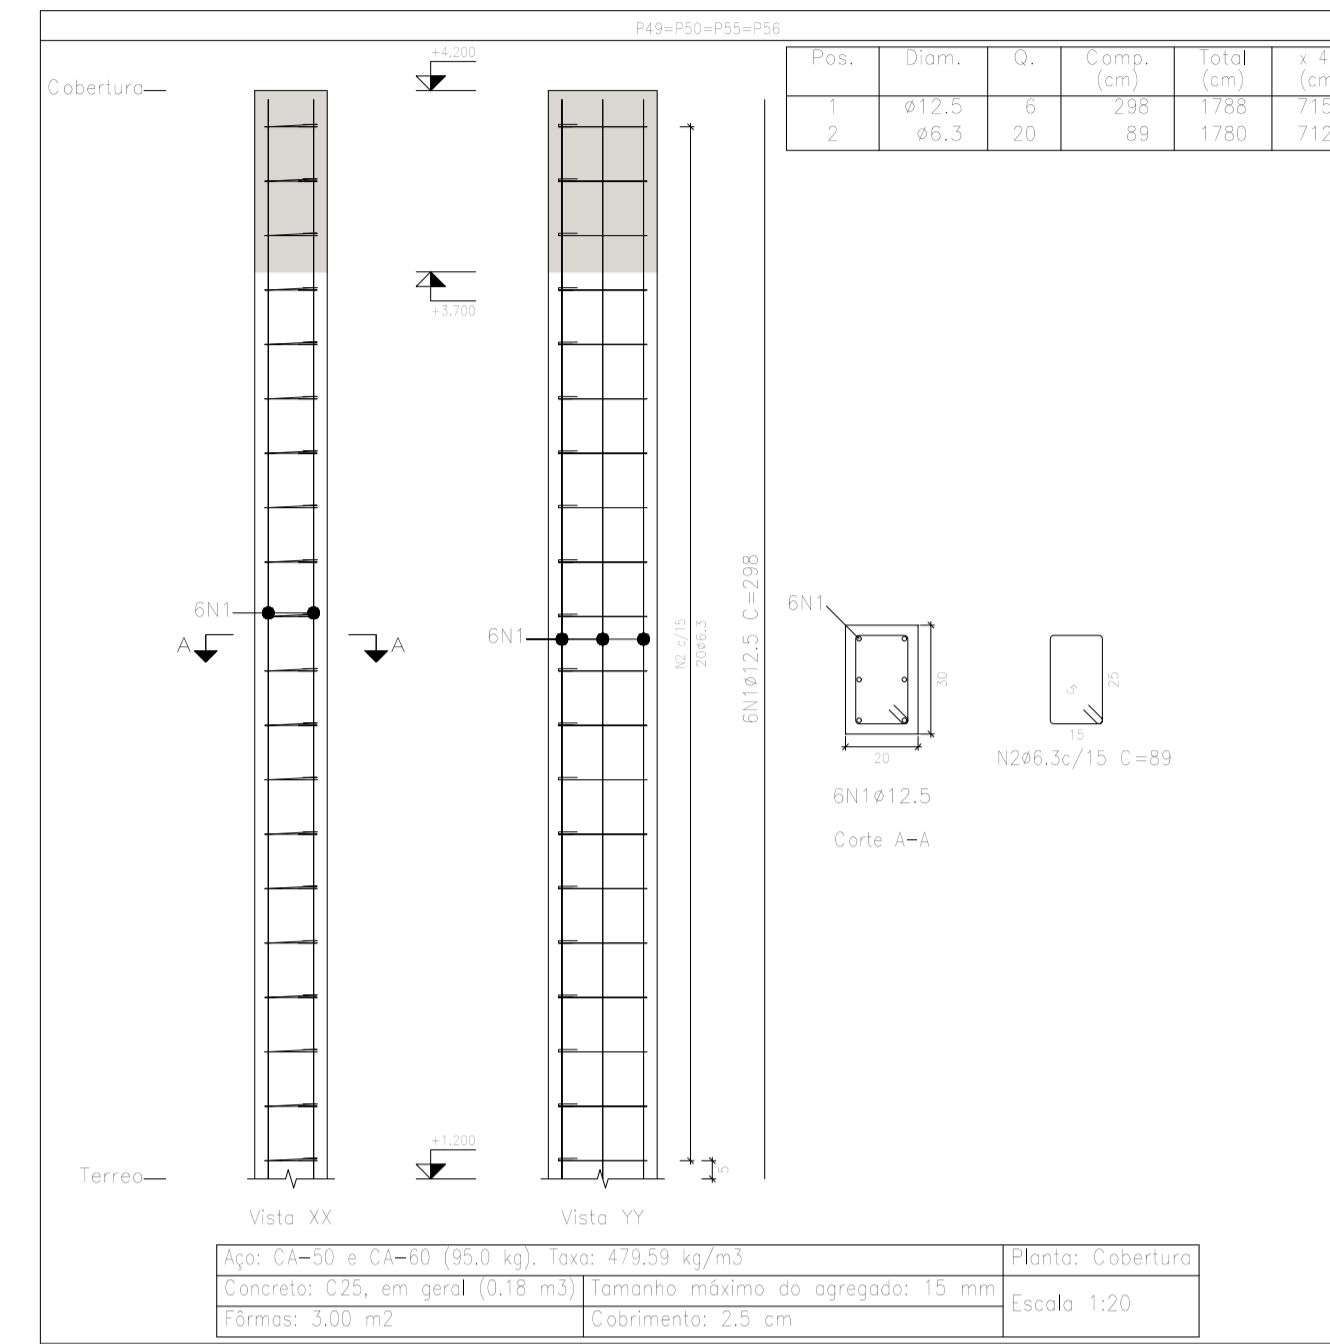 P49=P50=P55=P56
Cobertura
+4.200
Pos. Diam. Q. Comp. (cm) Total (cm) x 4
1 ø12.5 6 298 1788
2 ø6.3 20 89 1780
+3.700
6N1
A A
6N1
N2 c/15
20ø6.3
6N1ø12.5 C=298
6N1
30
20
6N1ø12.5
Corte A-A
5
25
15
N2ø6.3c/15 C=89
+1.200
5
Terreo
Vista XX
Vista YY
Aço: CA-50 e CA-60 (95.0 kg). Taxa: 479.59 kg/m3
Planta: Cobertura
Concreto: C25, em geral (0.18 m3)
Tamanho máximo do agregado: 15 mm
Escala 1:20
Fôrmas: 3.00 m2
Cobrimento: 2.5 cm